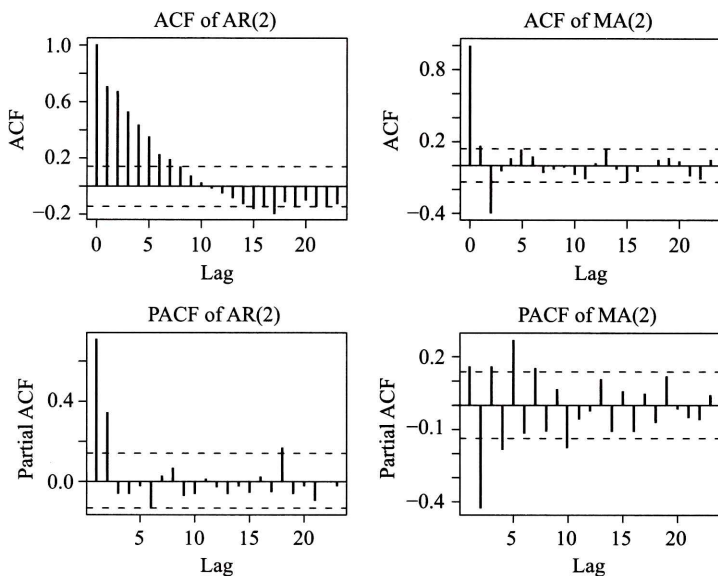 ACF of AR(2)
ACF
1.0
0.6
0.2
−0.2
0 5 10 15 20
Lag
ACF of MA(2)
ACF
0.8
0.2
−0.4
0 5 10 15 20
Lag
PACF of AR(2)
Partial ACF
0.4
0.0
5 10 15 20
Lag
PACF of MA(2)
Partial ACF
0.2
−0.1
−0.4
5 10 15 20
Lag